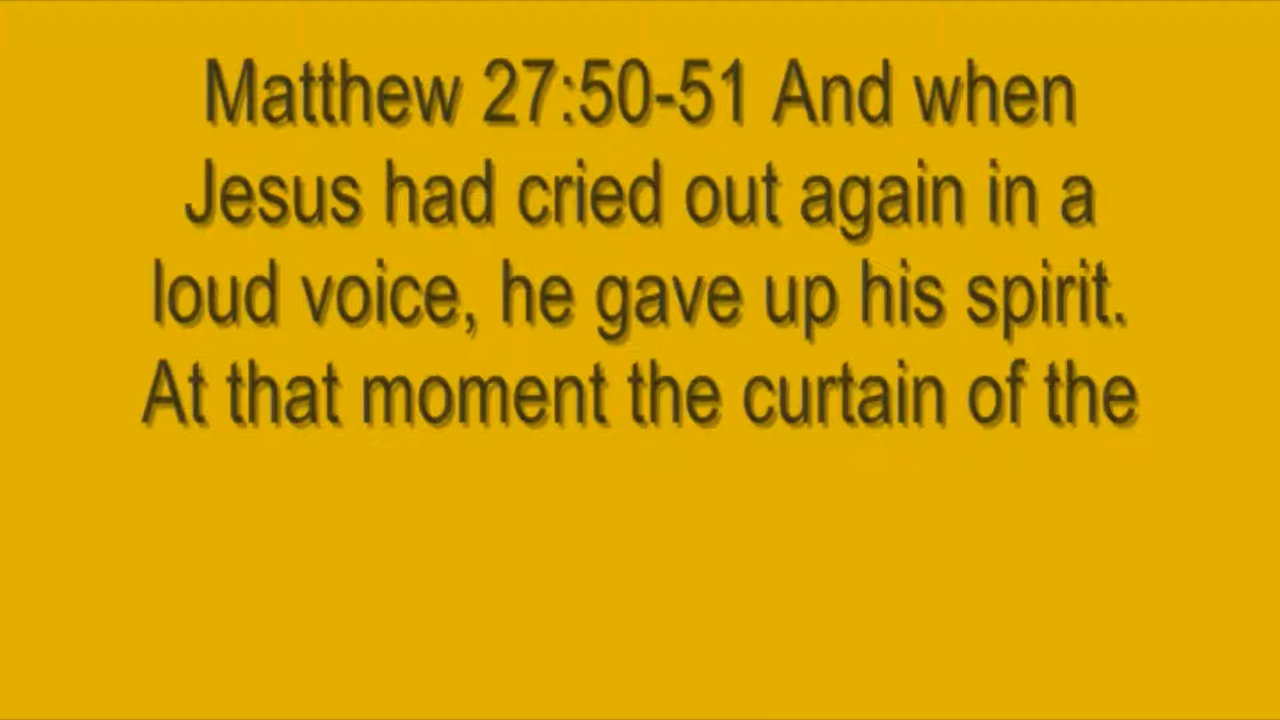 Matthew 27:50-51 And when
Jesus had cried out again in a
loud voice, he gave up his spirit.
At that moment the curtain of the